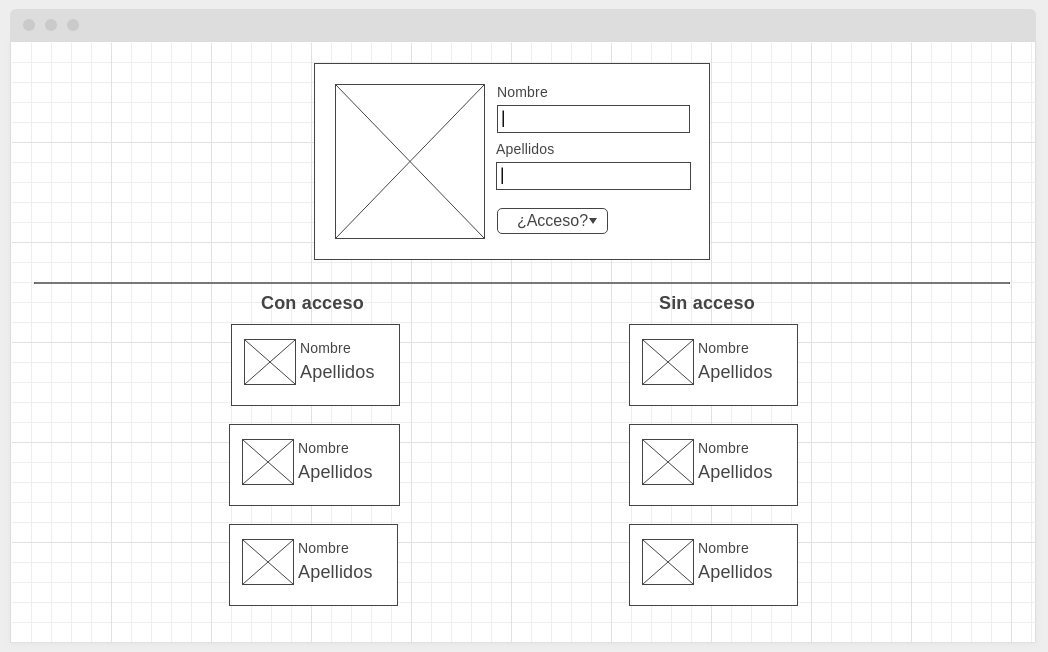 Nombre
Apellidos
¿Acceso?
Con acceso
Nombre
Apellidos
Nombre
Apellidos
Nombre
Apellidos
Sin acceso
Nombre
Apellidos
Nombre
Apellidos
Nombre
Apellidos